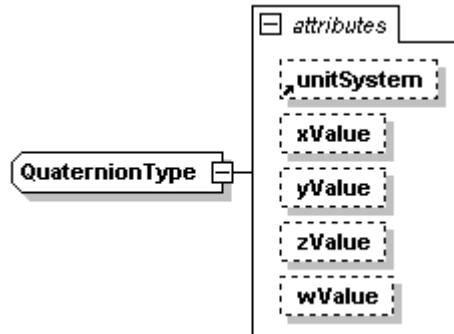 attributes
unitSystem
xValue
QuaternionType
yValue
zValue
wValue